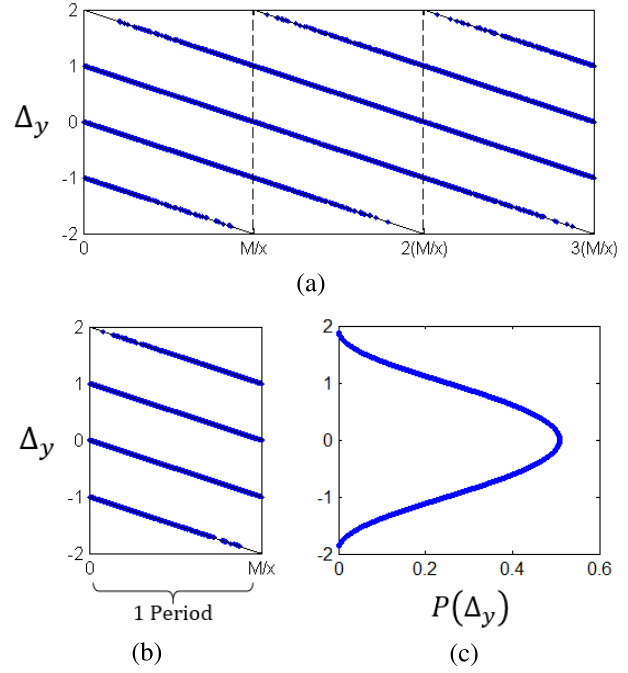 2
1
Δy
0
-1
-2
0 M/x 2(M/x) 3(M/x)
(a)
2 2
1 1
Δy 0 0
-1 -1
-2 -2
0 M/x 0 0.2 0.4 0.6
1 Period P(Δy)
(b) (c)